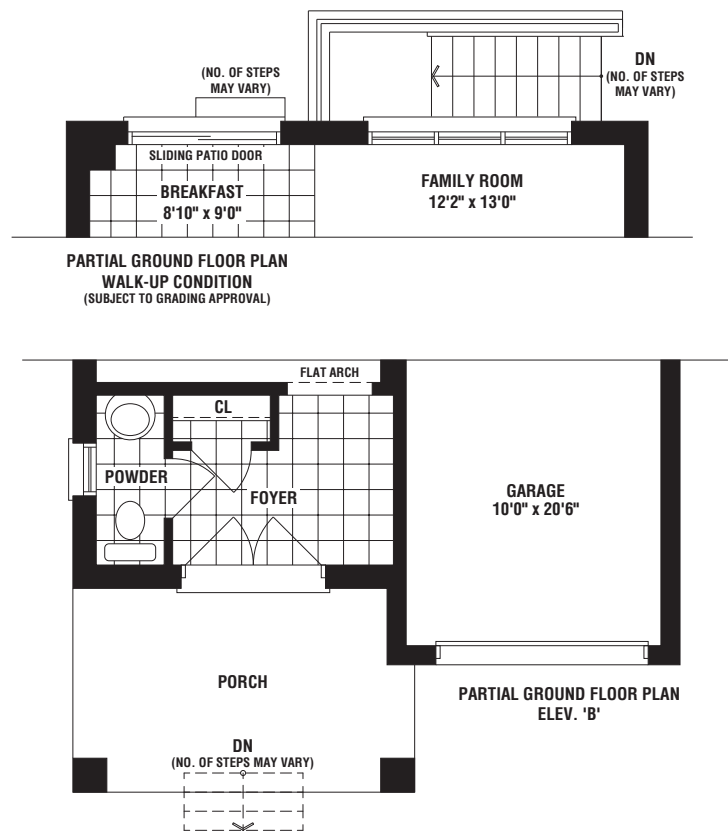 (NO. OF STEPS
MAY VARY)
DN
(NO. OF STEPS
MAY VARY)
SLIDING PATIO DOOR
BREAKFAST
8'10" x 9'0"
FAMILY ROOM
12'2" x 13'0"
PARTIAL GROUND FLOOR PLAN
WALK-UP CONDITION
(SUBJECT TO GRADING APPROVAL)
FLAT ARCH
CL
POWDER
FOYER
GARAGE
10'0" x 20'6"
PORCH
PARTIAL GROUND FLOOR PLAN
ELEV. 'B'
DN
(NO. OF STEPS MAY VARY)